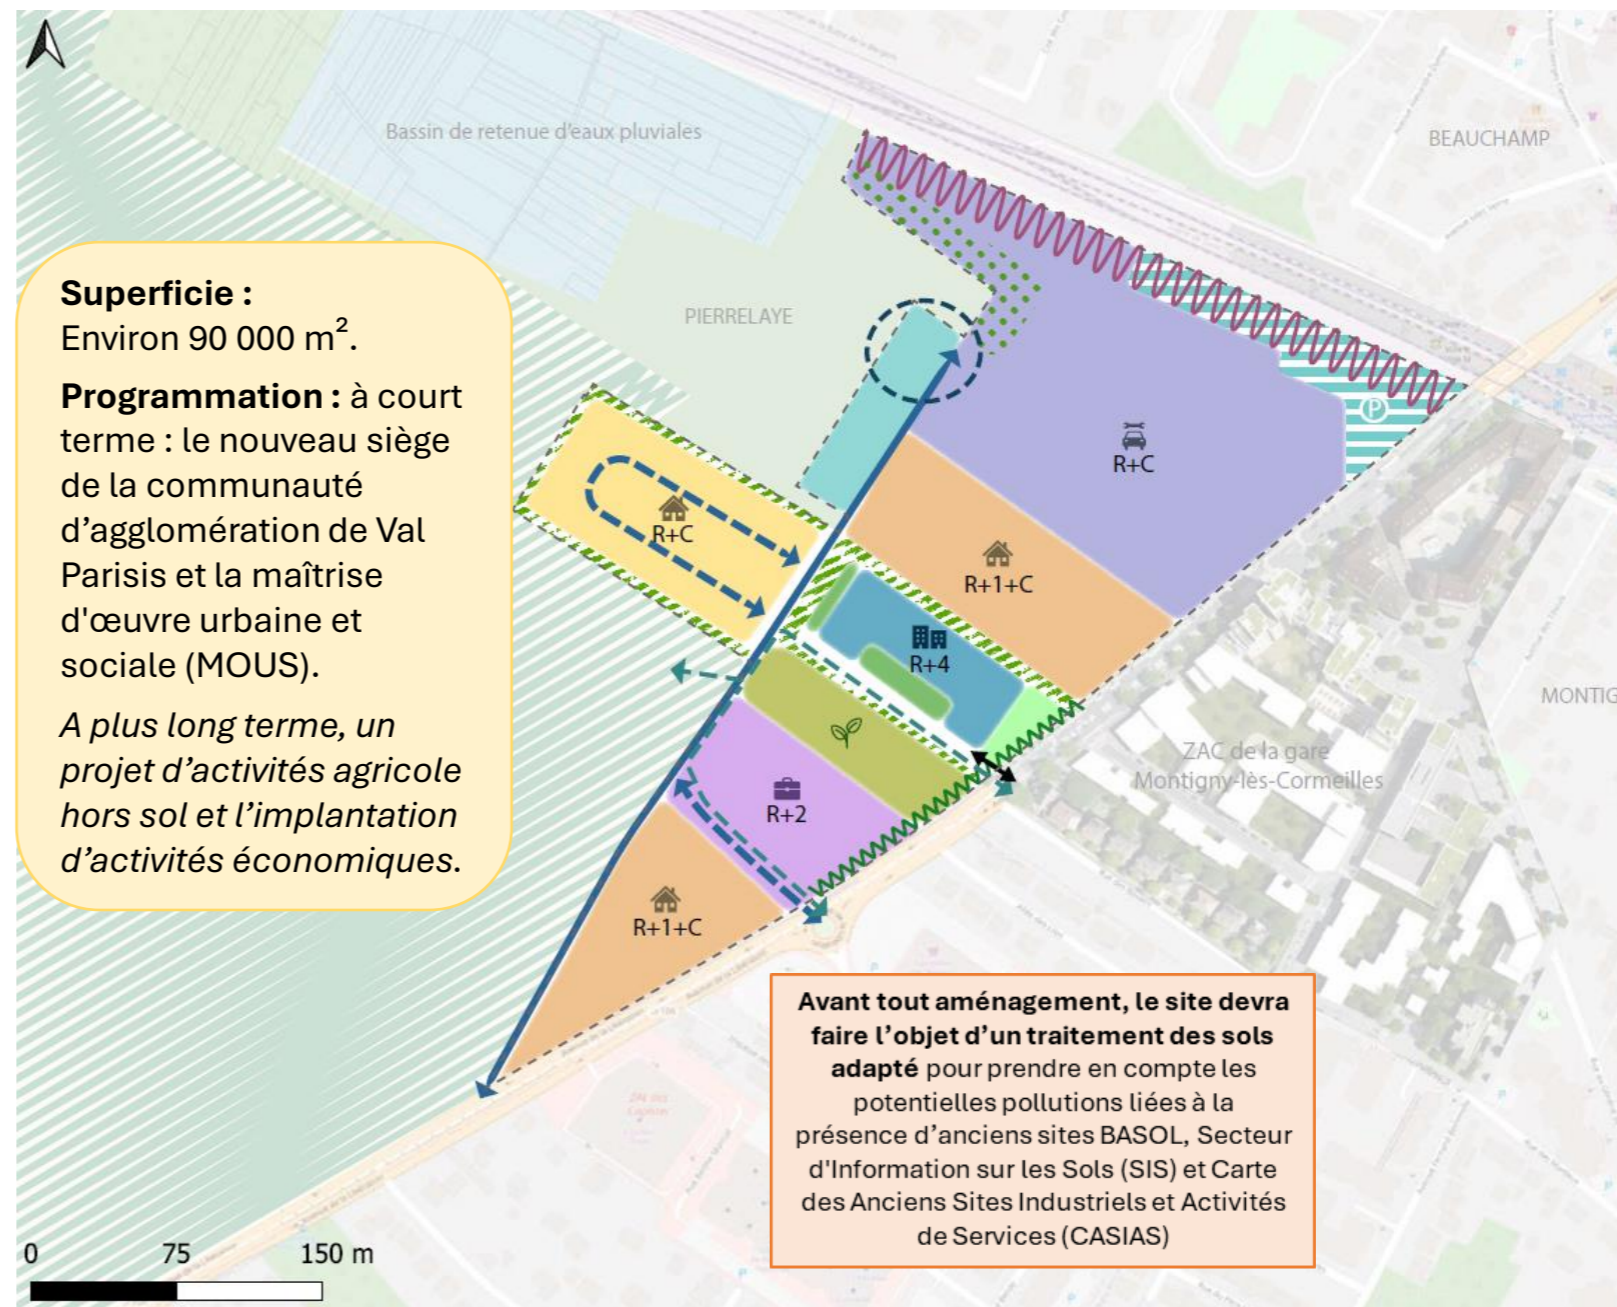 Bassin de retenue d'eaux pluviales
BEAUCHAMP
PIERRELAYE
Superficie :
Environ 90 000 m².
Programmation : à court
terme : le nouveau siège
de la communauté
d’agglomération de Val
Parisis et la maîtrise
d'œuvre urbaine et
sociale (MOUS).
A plus long terme, un
projet d’activités agricole
hors sol et l’implantation
d’activités économiques.
P
R+C
R+C
R+1+C
R+4
R+2
R+1+C
MONTIG
ZAC de la gare
Montigny-lès-Cormeilles
Avant tout aménagement, le site devra
faire l’objet d’un traitement des sols
adapté pour prendre en compte les
potentielles pollutions liées à la
présence d’anciens sites BASOL, Secteur
d'Information sur les Sols (SIS) et Carte
des Anciens Sites Industriels et Activités
de Services (CASIAS)
0 75 150 m